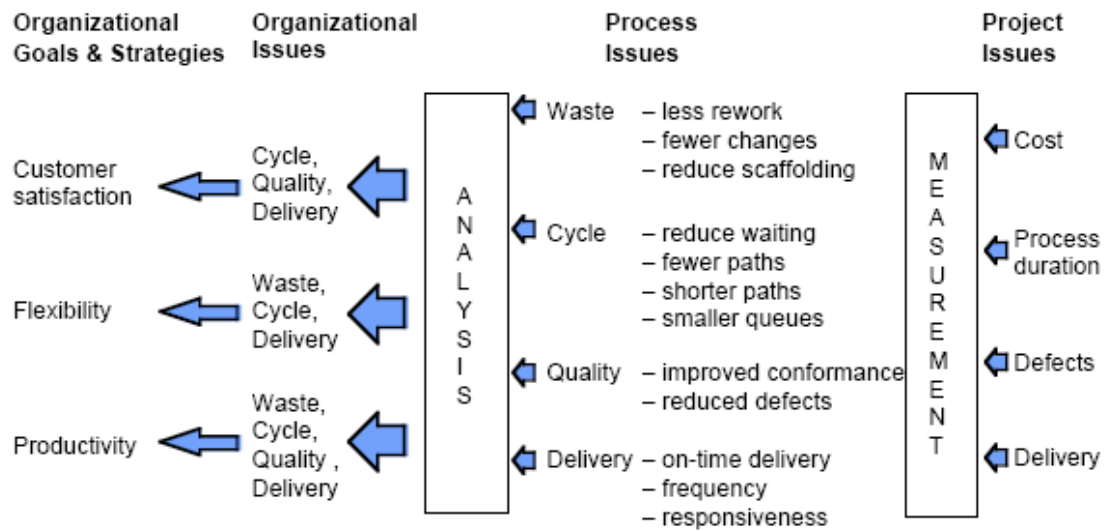 Organizational
Goals & Strategies
Organizational
Issues
Process
Issues
Project
Issues
Customer
satisfaction
Flexibility
Productivity
Cycle,
Quality,
Delivery
Waste,
Cycle,
Delivery
Waste,
Cycle,
Quality ,
Delivery
A
N
A
L
Y
S
I
S
Waste – less rework
– fewer changes
– reduce scaffolding
Cycle – reduce waiting
– fewer paths
– shorter paths
– smaller queues
Quality – improved conformance
– reduced defects
Delivery – on-time delivery
– frequency
– responsiveness
M
E
A
S
U
R
E
M
E
N
T
Cost
Process
duration
Defects
Delivery